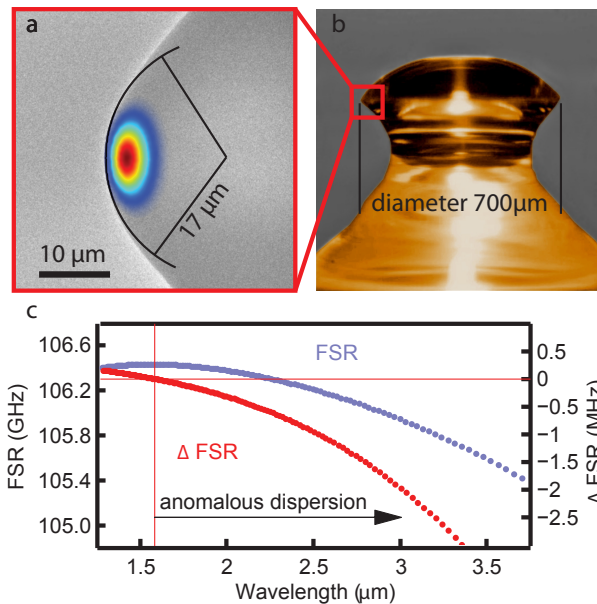 a
17 µm
10 µm
b
diameter 700µm
c
FSR (GHz)
106.6
106.2
105.8
105.4
105.0
FSR
Δ FSR
anomalous dispersion
0.5
0
−0.5
−1
−1.5
−2
−2.5
Δ FSR (MHz)
1.5
2
2.5
3
3.5
Wavelength (µm)